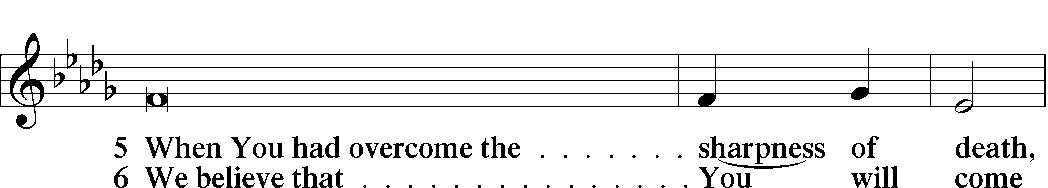 5 When You had overcome the . . . . . . . sharpness of death,
6 We believe that . . . . . . . . . . . . . . . You will come